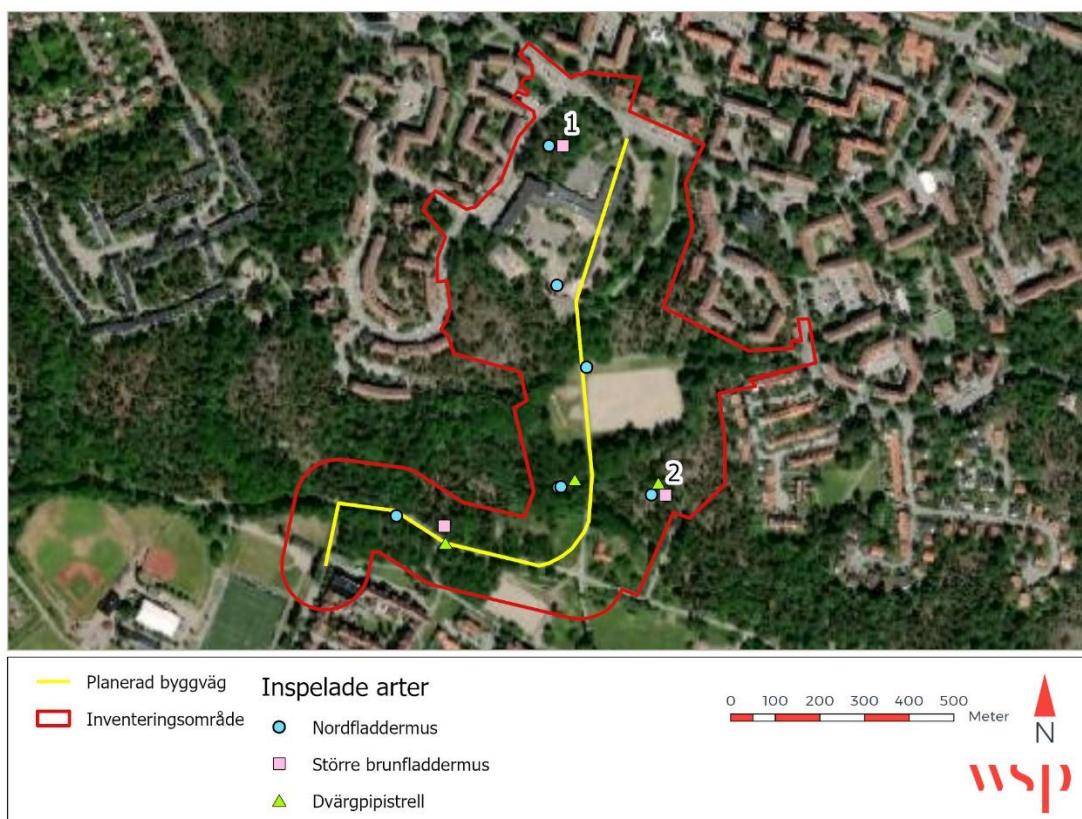 1
2
Planerad byggväg
Inventeringsområde
Inspelade arter
Nordfladdermus
Större brunfladdermus
Dvärgpipistrell
0 100 200 300 400 500
Meter
N
wsp